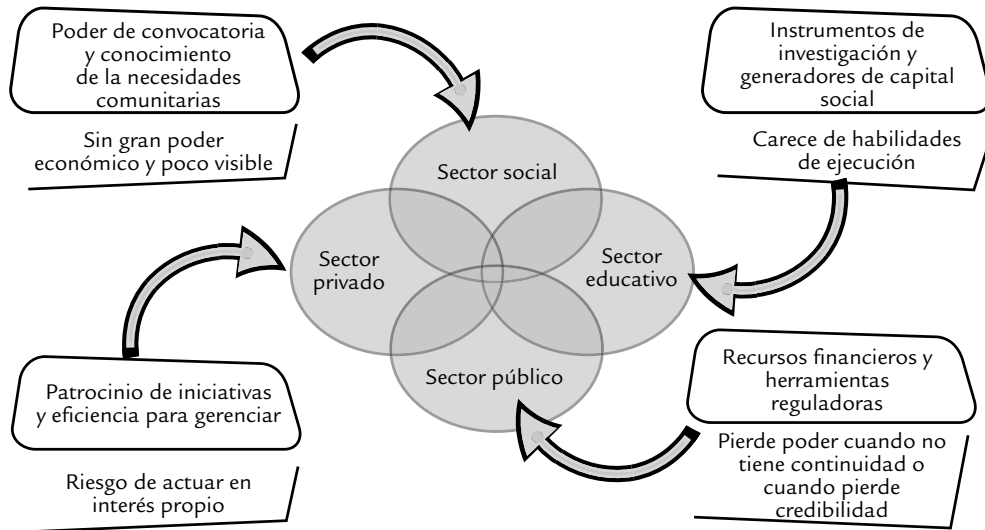 Poder de convocatoria
y conocimiento
de la necesidades
comunitarias
Sin gran poder
económico y poco visible
Instrumentos de
investigación y
generadores de capital
social
Carece de habilidades
de ejecución
Sector social
Sector
privado
Sector
educativo
Sector público
Patrocinio de iniciativas
y eficiencia para gerenciar
Riesgo de actuar en
interés propio
Recursos financieros y
herramientas
reguladoras
Pierde poder cuando no
tiene continuidad o
cuando pierde
credibilidad